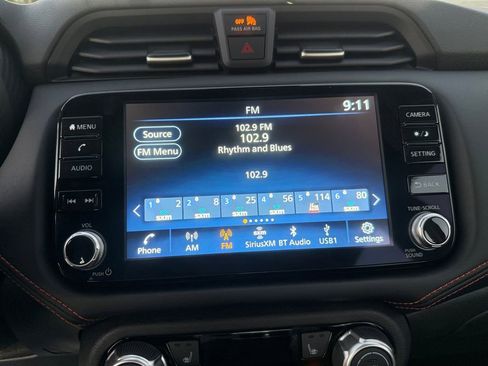 OFF
PASS AIR BAG
FM
9:11
MENU
AUDIO
VOL
PUSH
Source
FM Menu
102.9 FM
102.9
Rhythm and Blues
102.9
1 2 sxm
2 8 sxm
3 25 sxm
4 56 sxm
5 114
6 80 sxm
Phone
AM
FM
SiriusXM
BT Audio
USB1
Settings
CAMERA
SETTING
BACK
TUNE·SCROLL
PUSH
SOUND